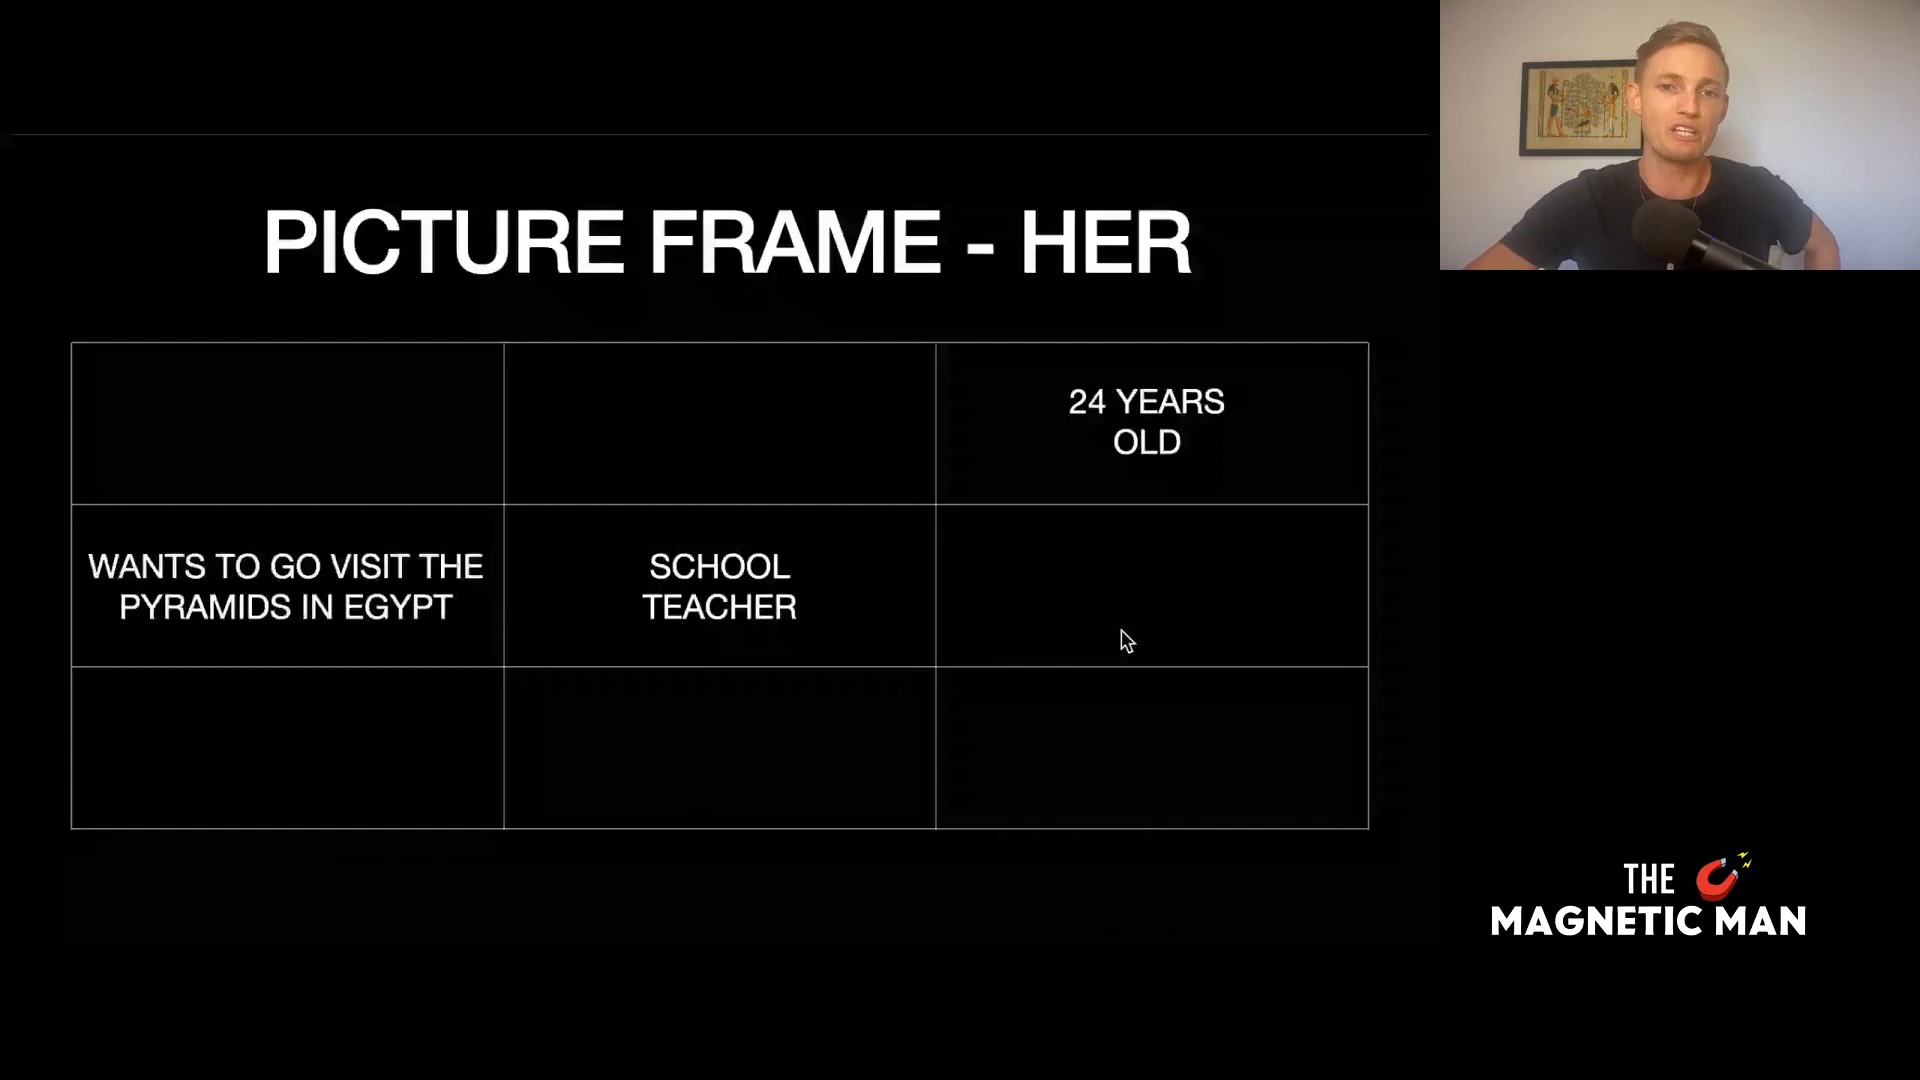 PICTURE FRAME - HER
24 YEARS
OLD
WANTS TO GO VISIT THE
PYRAMIDS IN EGYPT
SCHOOL
TEACHER
THE
MAGNETIC MAN